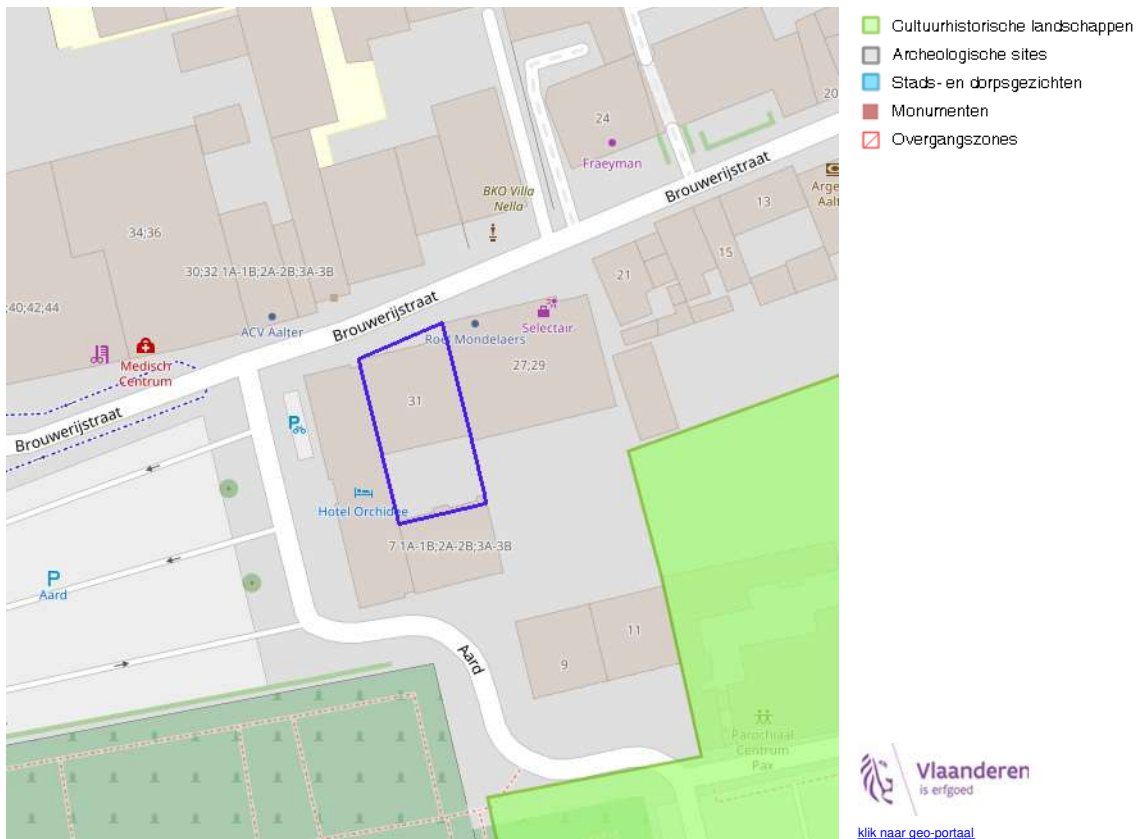 Cultuurhistorische landschappen
Archeologische sites
Stads- en dorpsgezichten
Monumenten
Overgangszones
20
24
Fraeyman
Brouwerijstraat
Arge
Aalt
BKO Villa
Nella
13
34;36
15
30;32 1A-1B;2A-2B;3A-3B
21
;40;42;44
Brouwerijstraat
ACV Aalter
Roel Mondelaers
Selectair
Medisch
Centrum
27;29
31
P
Brouwerijstraat
Hotel Orchidee
7 1A-1B;2A-2B;3A-3B
P
Aard
11
9
Aard
Parochiaal
Centrum
Pax
Vlaanderen
is erfgoed
klik naar geo-portaal